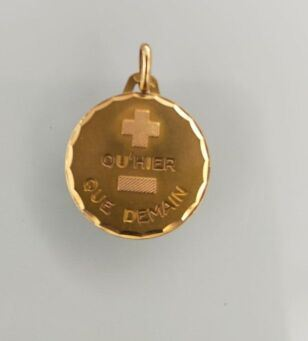 +
QU'HIER
-
QUE DEMAIN